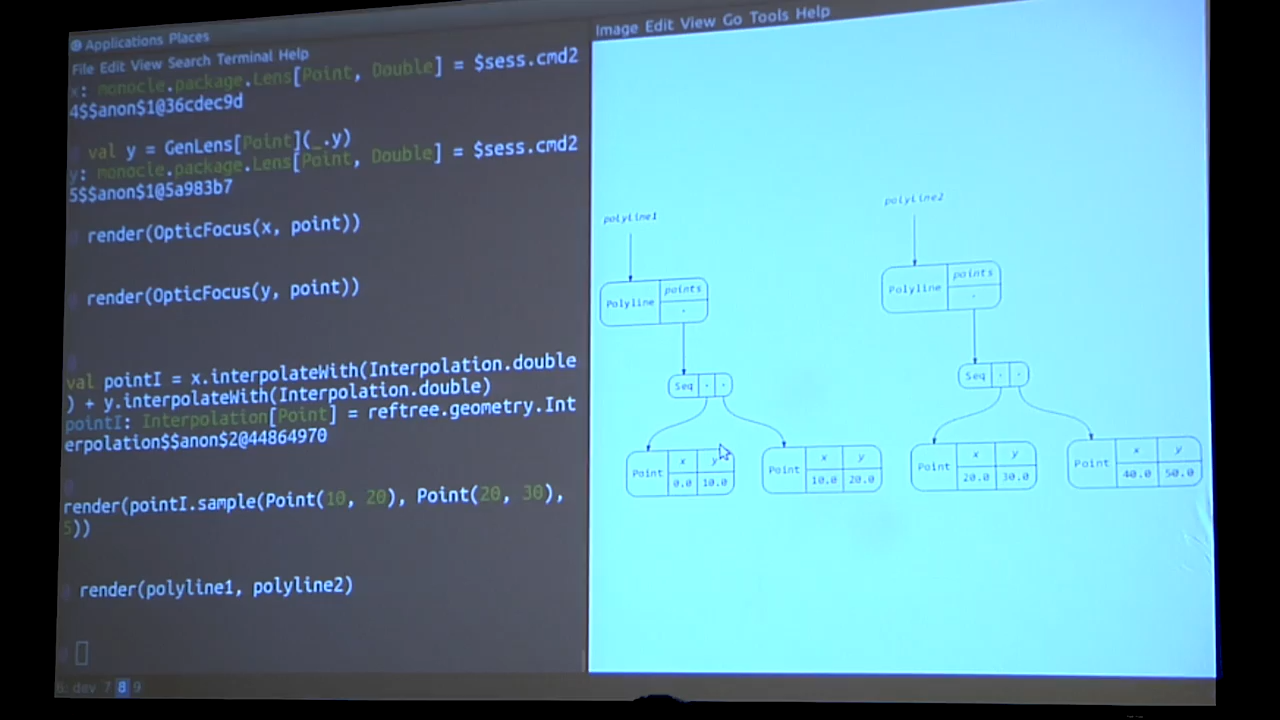 Applications Places
File Edit View Search Terminal Help
x: monocle.package.Lens[Point, Double] = $sess.cmd2
4$$anon$1@36cdec9d
val y = GenLens[Point](_.y)
y: monocle.package.Lens[Point, Double] = $sess.cmd2
5$$anon$1@5a983b7
render(OpticFocus(x, point))
render(OpticFocus(y, point))
val pointI = x.interpolateWith(Interpolation.double
) + y.interpolateWith(Interpolation.double)
pointI: Interpolation[Point] = reftree.geometry.Int
erpolation$$anon$2@44864970
render(pointI.sample(Point(10, 20), Point(20, 30),
5))
render(polyline1, polyline2)
6: dev 7 8 9
Image Edit View Go Tools Help
polyline1
polyline2
Polyline points
Polyline points
Seq
Seq
Point x y
0.0 10.0
Point x y
10.0 20.0
Point x y
20.0 30.0
Point x y
40.0 50.0